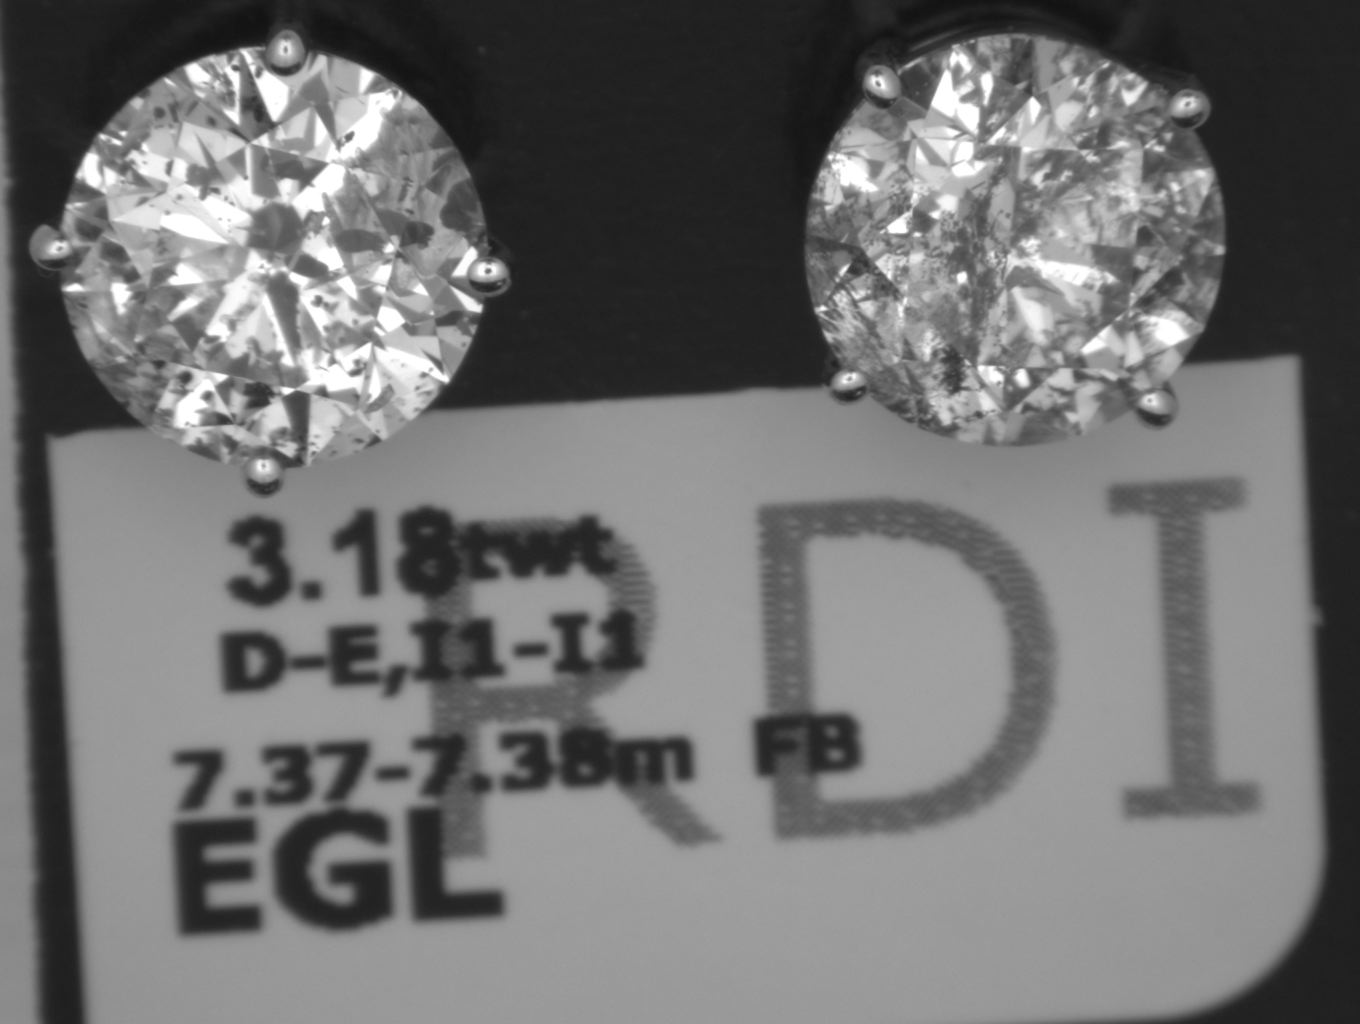 3.18twt
D-E,I1-I1
7.37-7.38m FB
EGL
RDI